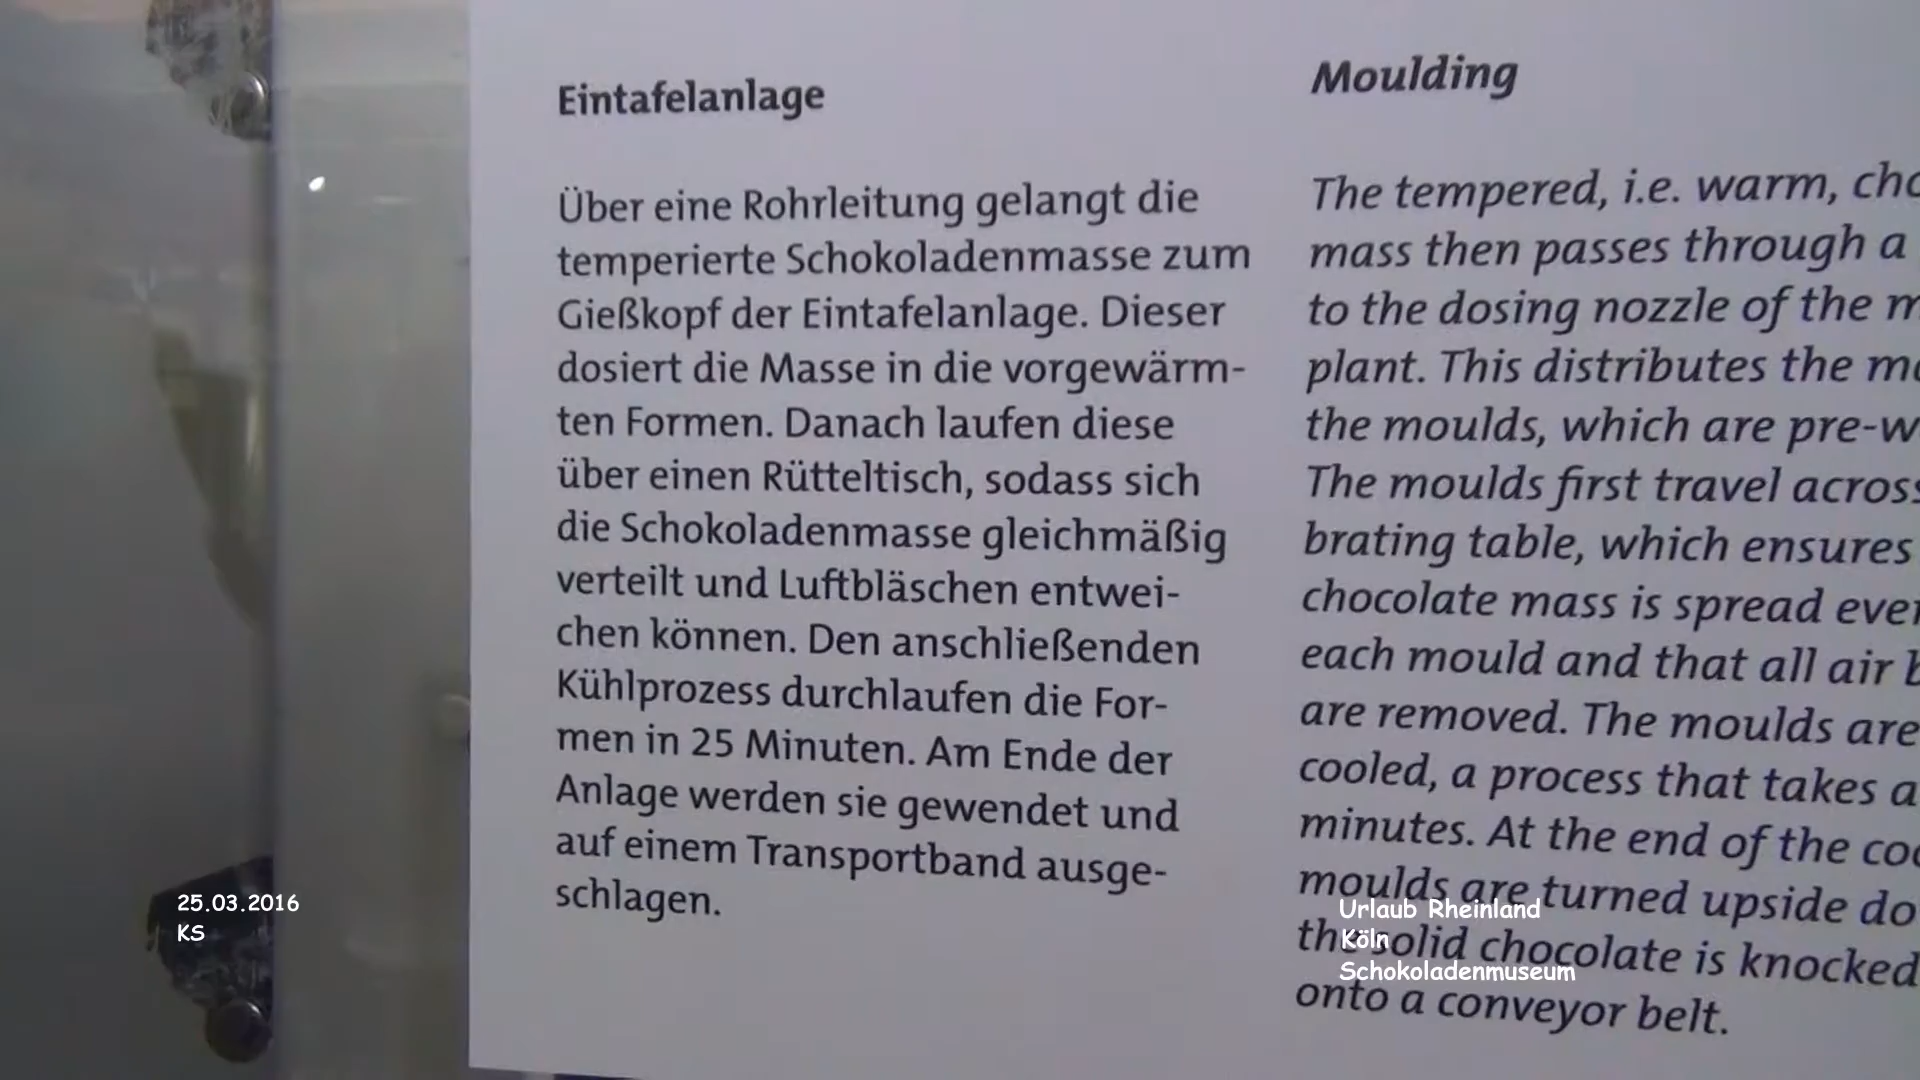 Eintafelanlage
Über eine Rohrleitung gelangt die
temperierte Schokoladenmasse zum
Gießkopf der Eintafelanlage. Dieser
dosiert die Masse in die vorgewärm-
ten Formen. Danach laufen diese
über einen Rütteltisch, sodass sich
die Schokoladenmasse gleichmäßig
verteilt und Luftbläschen entwei-
chen können. Den anschließenden
Kühlprozess durchlaufen die For-
men in 25 Minuten. Am Ende der
Anlage werden sie gewendet und
auf einem Transportband ausge-
schlagen.
Moulding
The tempered, i.e. warm,
mass then passes through a
to the dosing nozzle of the
plant. This distributes the
the moulds, which are
The moulds first travel
brating table, which ensures
chocolate mass is spread
each mould and that all air
are removed. The moulds are
cooled, a process that takes
minutes. At the end of the
moulds are turned upside
the solid chocolate is knocked
onto a conveyor belt.
25.03.2016
KS
Urlaub Rheinland
Köln
Schokoladenmuseum